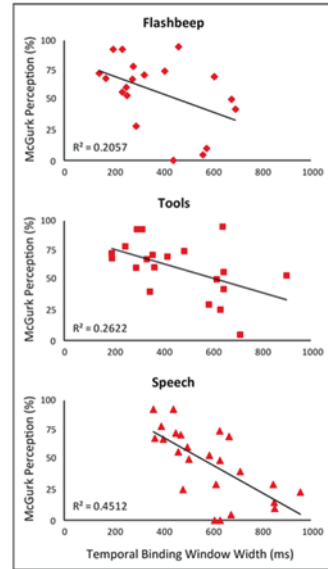 Flashbeep
McGurk Perception (%)
100
75
50
25
0
R² = 0.2057
0 200 400 600 800 1000
Tools
McGurk Perception (%)
100
75
50
25
0
R² = 0.2622
0 200 400 600 800 1000
Speech
McGurk Perception (%)
100
75
50
25
0
R² = 0.4512
0 200 400 600 800 1000
Temporal Binding Window Width (ms)